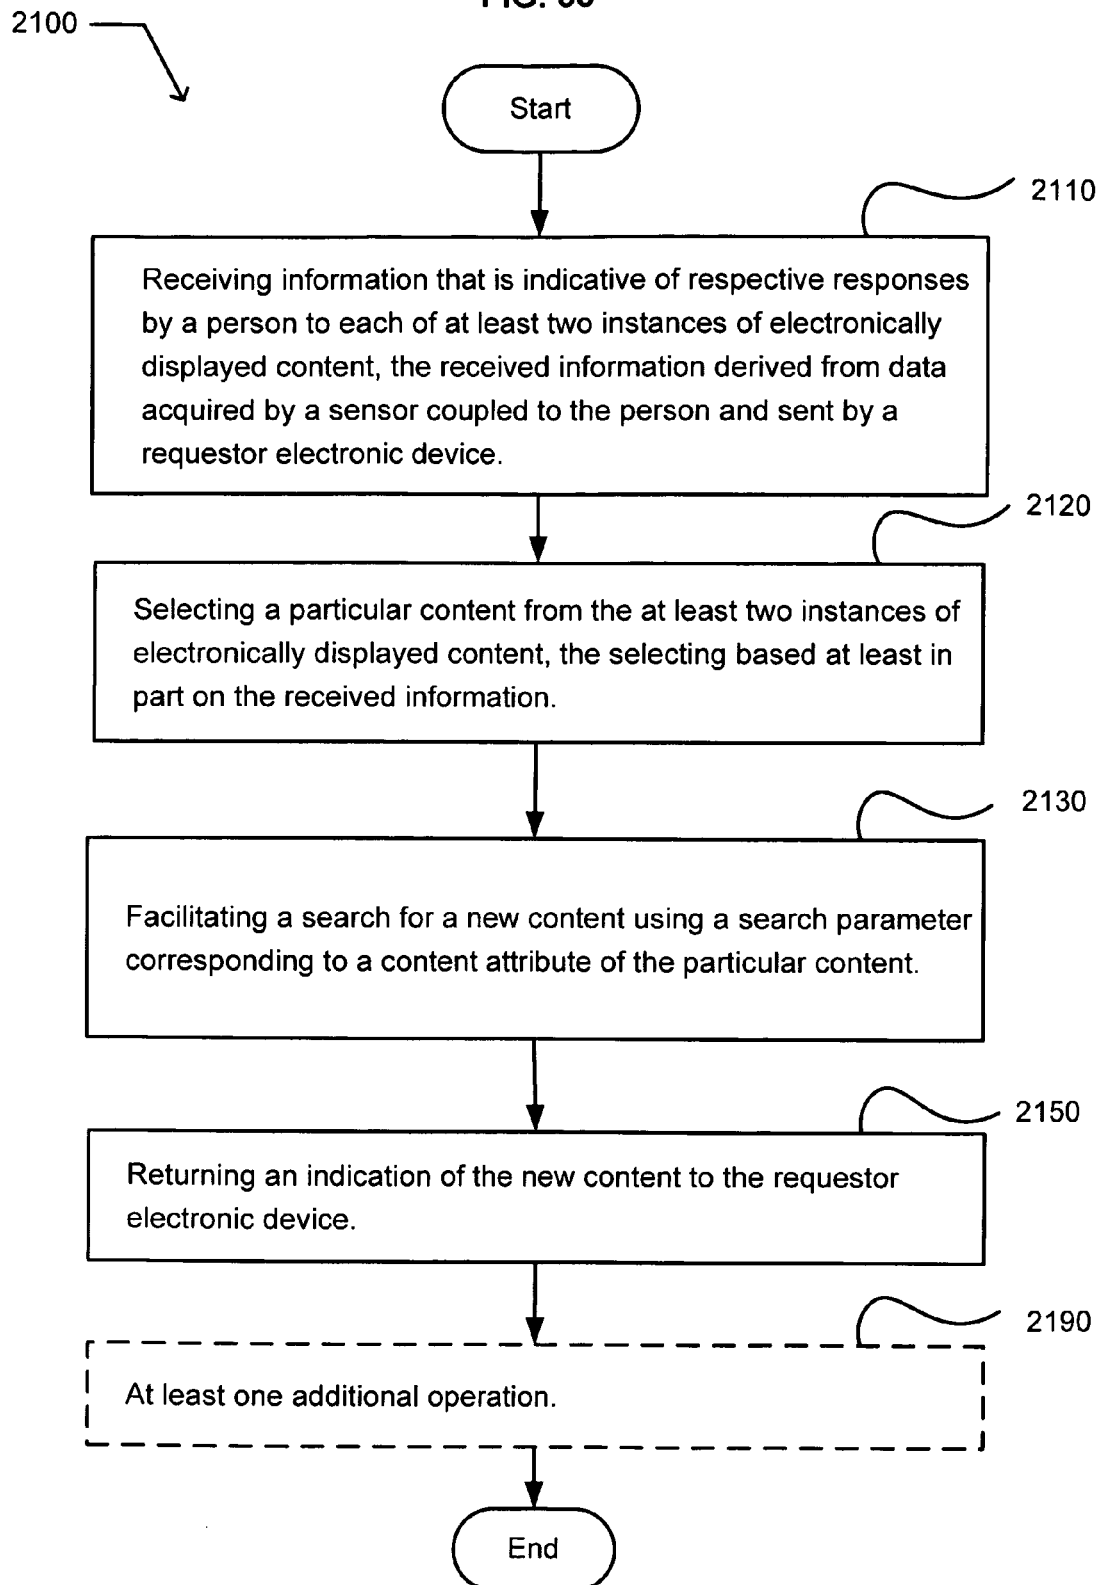 2100
Start
2110
Receiving information that is indicative of respective responses
by a person to each of at least two instances of electronically
displayed content, the received information derived from data
acquired by a sensor coupled to the person and sent by a
requestor electronic device.
2120
Selecting a particular content from the at least two instances of
electronically displayed content, the selecting based at least in
part on the received information.
2130
Facilitating a search for a new content using a search parameter
corresponding to a content attribute of the particular content.
2150
Returning an indication of the new content to the requestor
electronic device.
2190
At least one additional operation.
End